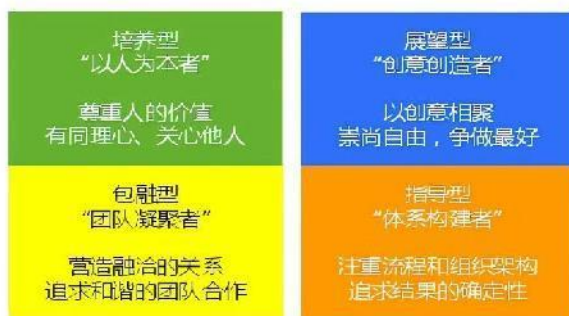 培养型
“以人为本者”
尊重人的价值
有同理心、关心他人
展望型
“创意创造者”
以创意相聚
崇尚自由，争做最好
包融型
“团队凝聚者”
营造融洽的关系
追求和谐的团队合作
指导型
“体系构建者”
注重流程和组织架构
追求结果的确定性